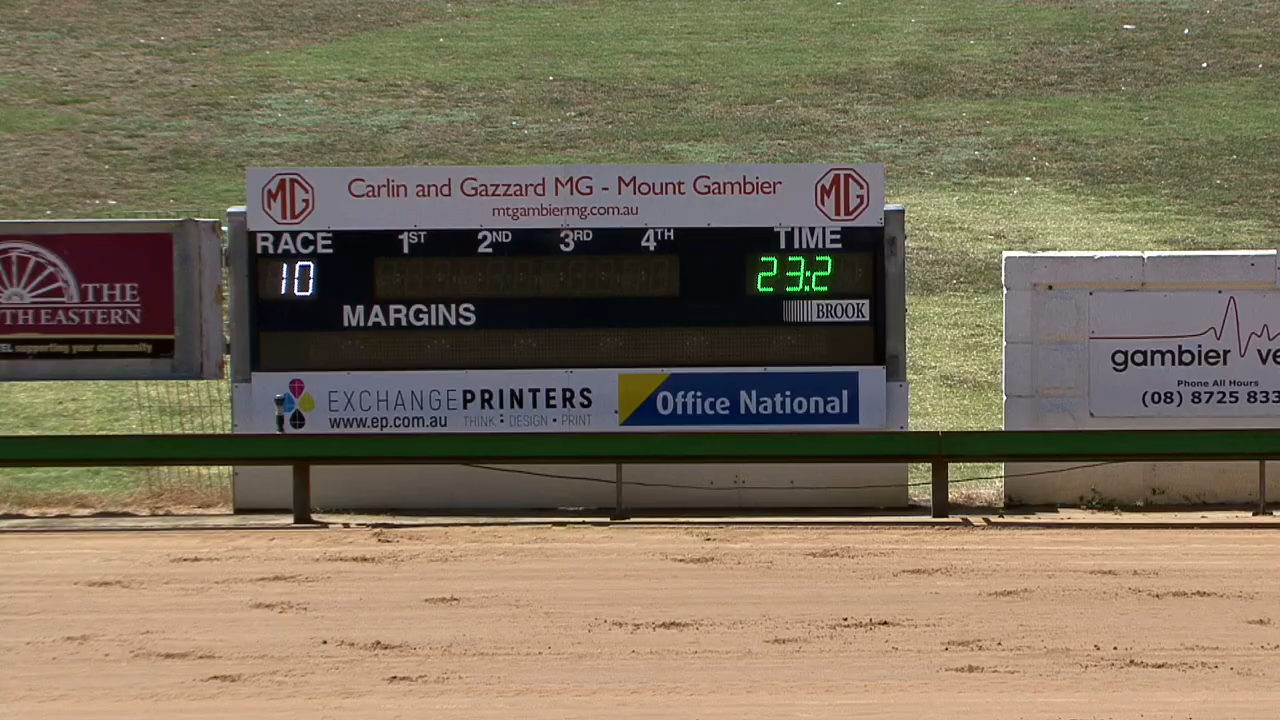 MG Carlin and Gazzard MG - Mount Gambier MG
mtgambiermg.com.au
RACE 1ST 2ND 3RD 4TH TIME
10 23:2
MARGINS BROOK
EXCHANGEPRINTERS
www.ep.com.au THINK : DESIGN • PRINT
Office National
THE
TH EASTERN
supporting your community
gambier ve
Phone All Hours
(08) 8725 833